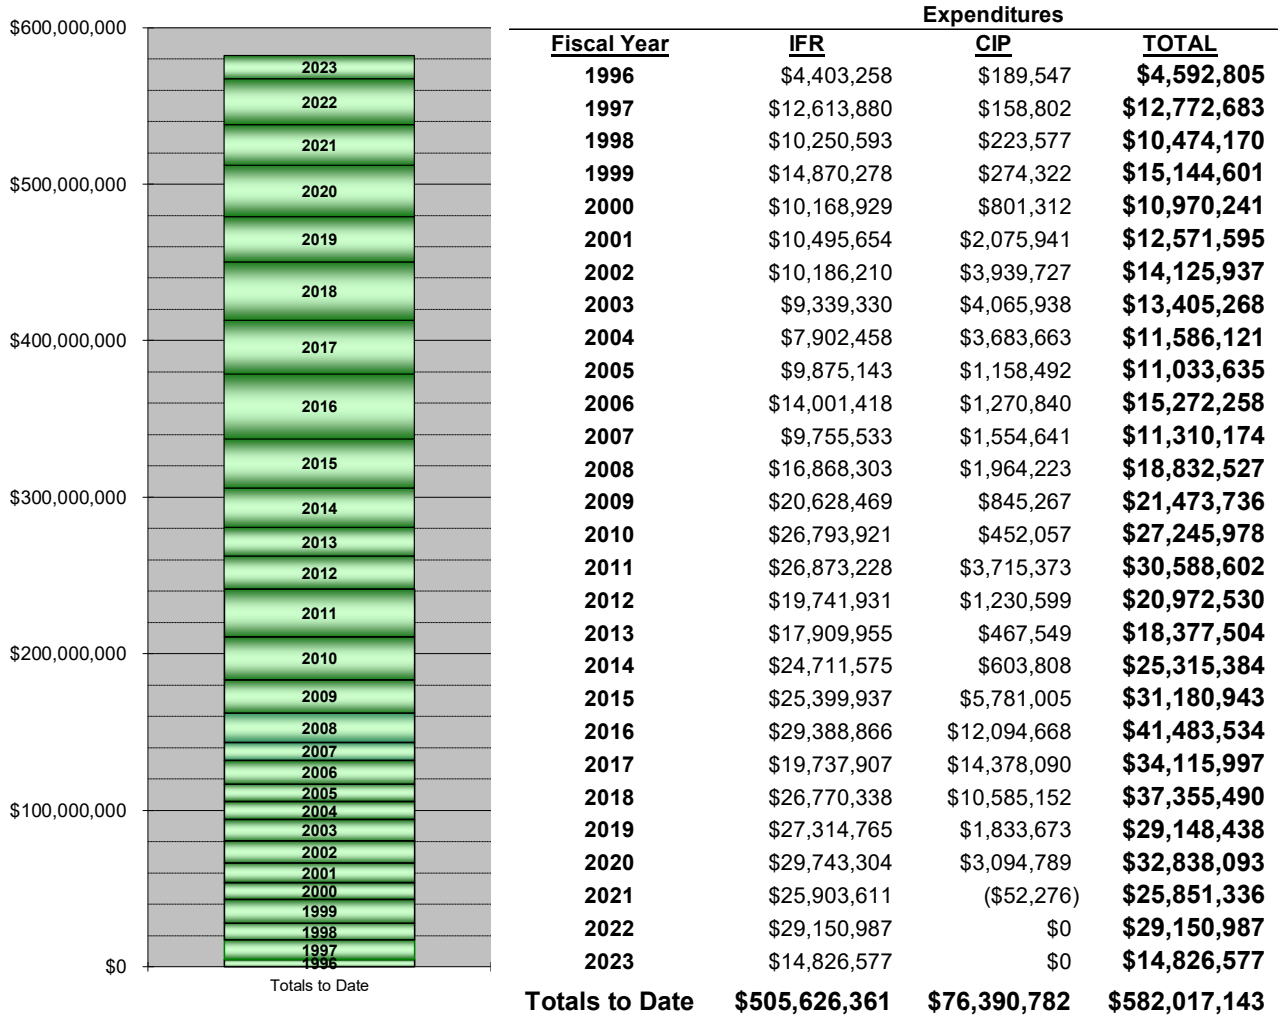 $600,000,000
$500,000,000
$400,000,000
$300,000,000
$200,000,000
$100,000,000
$0
2023
2022
2021
2020
2019
2018
2017
2016
2015
2014
2013
2012
2011
2010
2009
2008
2007
2006
2005
2004
2003
2002
2001
2000
1999
1998
1997
1996
Totals to Date
Expenditures
Fiscal Year IFR CIP TOTAL
1996 $4,403,258 $189,547 $4,592,805
1997 $12,613,880 $158,802 $12,772,683
1998 $10,250,593 $223,577 $10,474,170
1999 $14,870,278 $274,322 $15,144,601
2000 $10,168,929 $801,312 $10,970,241
2001 $10,495,654 $2,075,941 $12,571,595
2002 $10,186,210 $3,939,727 $14,125,937
2003 $9,339,330 $4,065,938 $13,405,268
2004 $7,902,458 $3,683,663 $11,586,121
2005 $9,875,143 $1,158,492 $11,033,635
2006 $14,001,418 $1,270,840 $15,272,258
2007 $9,755,533 $1,554,641 $11,310,174
2008 $16,868,303 $1,964,223 $18,832,527
2009 $20,628,469 $845,267 $21,473,736
2010 $26,793,921 $452,057 $27,245,978
2011 $26,873,228 $3,715,373 $30,588,602
2012 $19,741,931 $1,230,599 $20,972,530
2013 $17,909,955 $467,549 $18,377,504
2014 $24,711,575 $603,808 $25,315,384
2015 $25,399,937 $5,781,005 $31,180,943
2016 $29,388,866 $12,094,668 $41,483,534
2017 $19,737,907 $14,378,090 $34,115,997
2018 $26,770,338 $10,585,152 $37,355,490
2019 $27,314,765 $1,833,673 $29,148,438
2020 $29,743,304 $3,094,789 $32,838,093
2021 $25,903,611 ($52,276) $25,851,336
2022 $29,150,987 $0 $29,150,987
2023 $14,826,577 $0 $14,826,577
Totals to Date $505,626,361 $76,390,782 $582,017,143